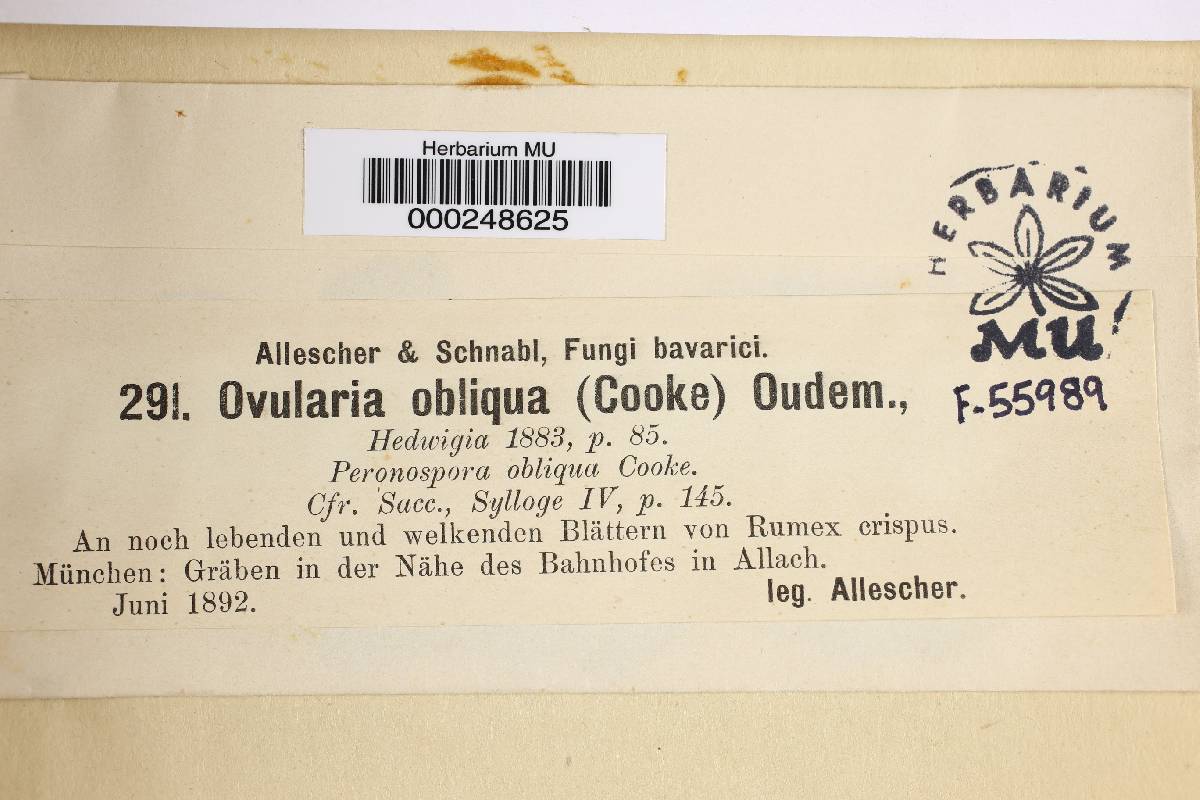 Herbarium MU
000248625
HERBARIUM
MU!
F-55989
Allescher & Schnabl, Fungi bavarici.
291. Ovularia obliqua (Cooke) Oudem.,
Hedwigia 1883, p. 85.
Peronospora obliqua Cooke.
Cfr. Sacc., Sylloge IV, p. 145.
An noch lebenden und welkenden Blättern von Rumex crispus.
München: Gräben in der Nähe des Bahnhofes in Allach.
Juni 1892. leg. Allescher.